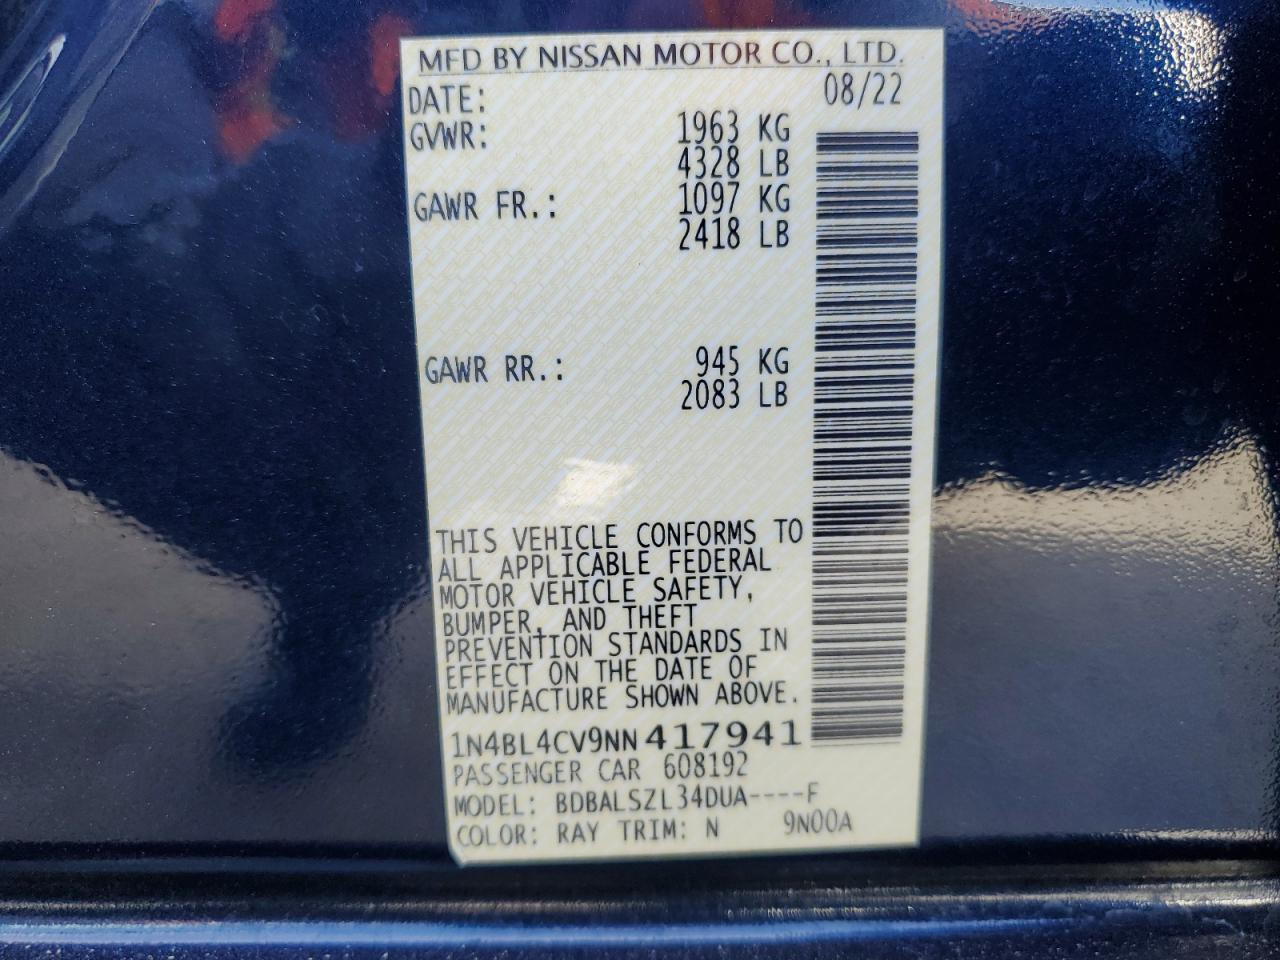 MFD BY NISSAN MOTOR CO., LTD.
DATE: 08/22
GVWR: 1963 KG
4328 LB
GAWR FR.: 1097 KG
2418 LB
GAWR RR.: 945 KG
2083 LB
THIS VEHICLE CONFORMS TO
ALL APPLICABLE FEDERAL
MOTOR VEHICLE SAFETY,
BUMPER, AND THEFT
PREVENTION STANDARDS IN
EFFECT ON THE DATE OF
MANUFACTURE SHOWN ABOVE.
1N4BL4CV9NN417941
PASSENGER CAR 608192
MODEL: BDBALSZL34DUA----F
COLOR: RAY TRIM: N 9N00A